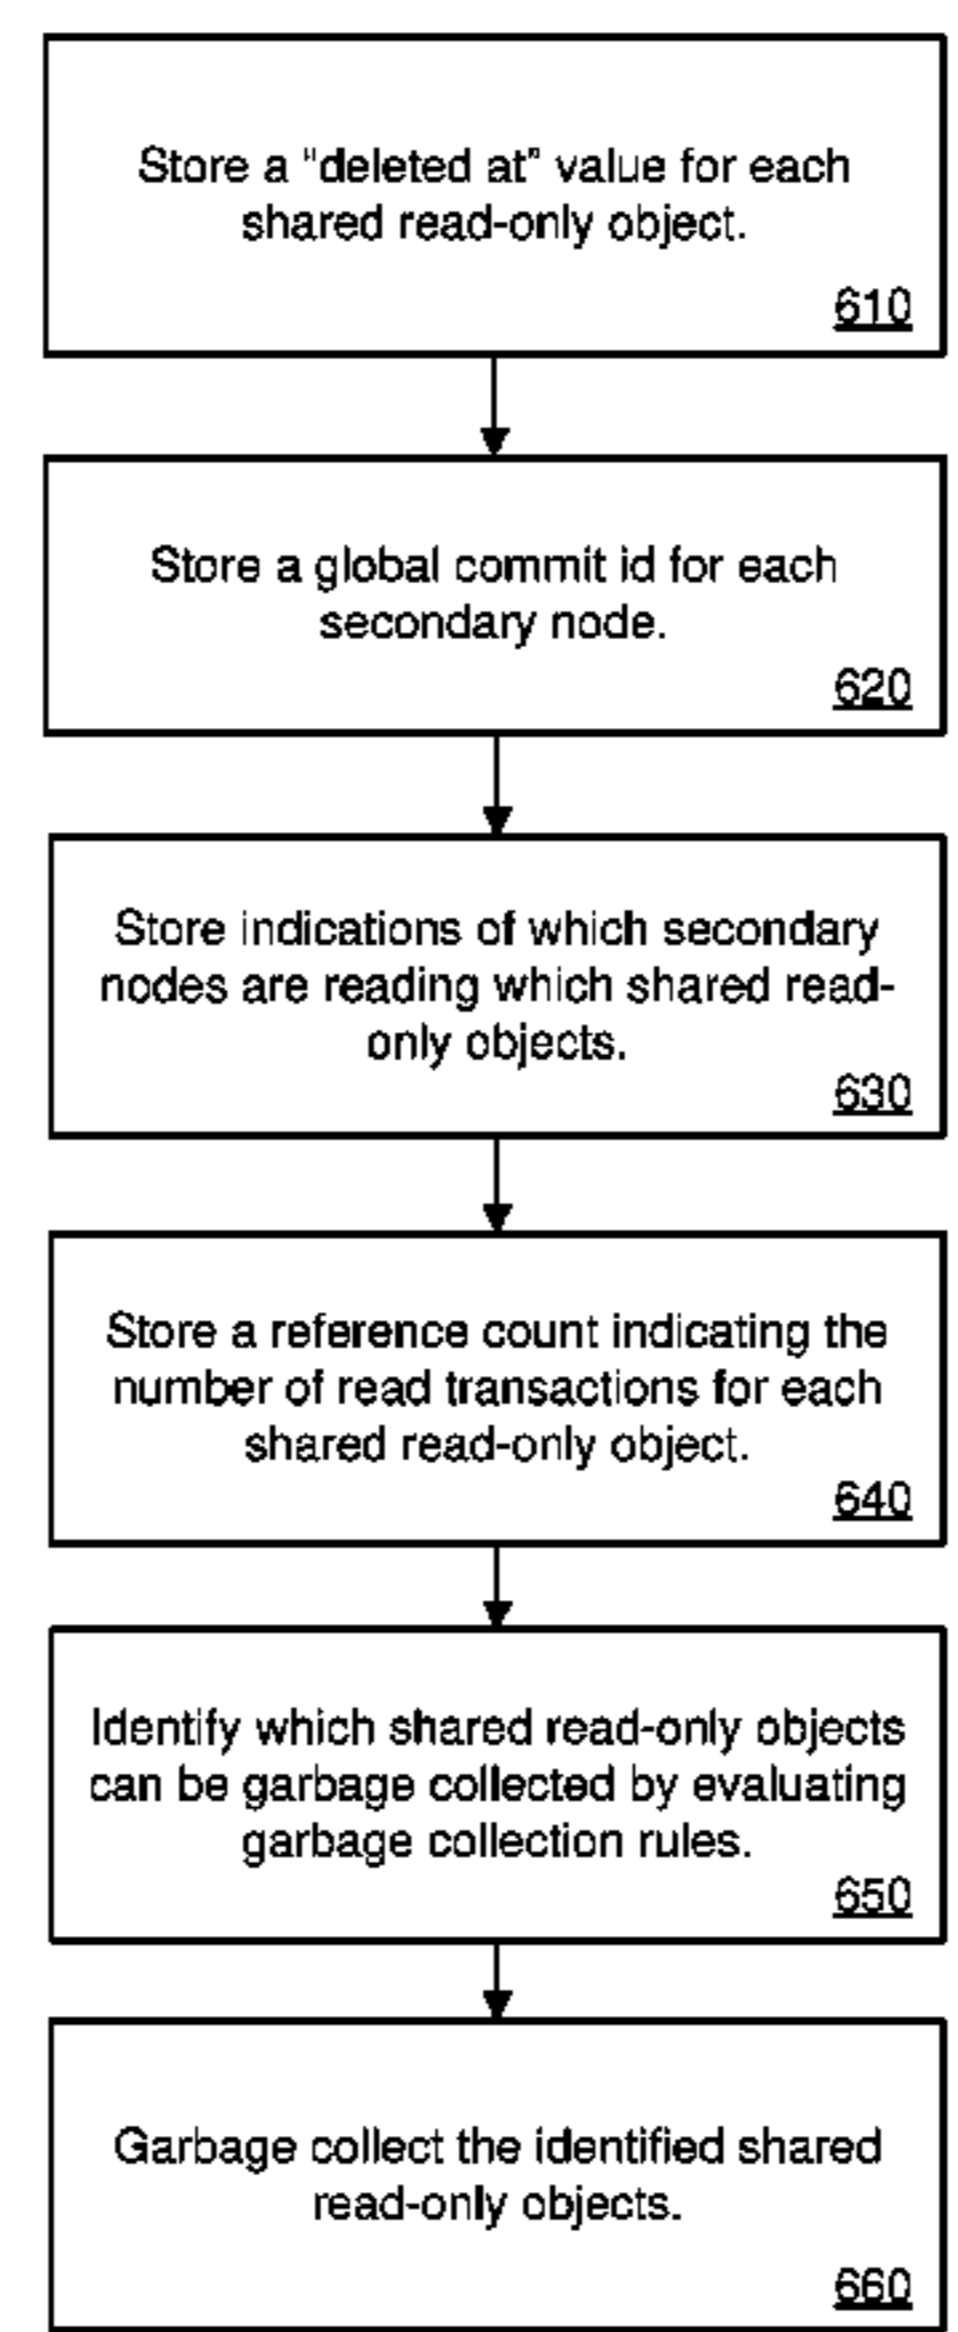 Store a “deleted at” value for each
shared read-only object.
610
Store a global commit id for each
secondary node.
620
Store indications of which secondary
nodes are reading which shared read-
only objects.
630
Store a reference count indicating the
number of read transactions for each
shared read-only object.
640
Identify which shared read-only objects
can be garbage collected by evaluating
garbage collection rules.
650
Garbage collect the identified shared
read-only objects.
660